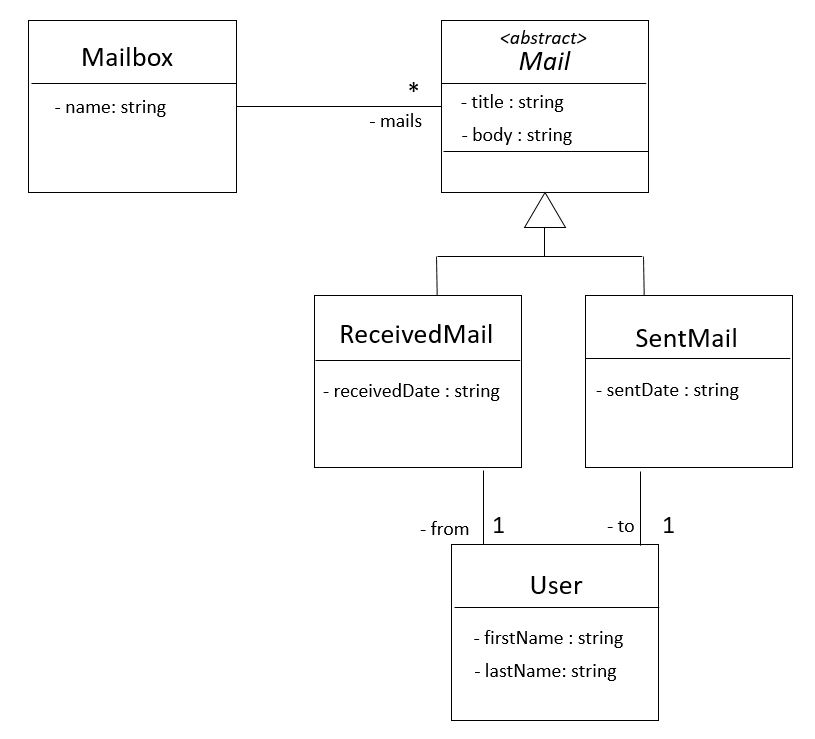 Mailbox
- name: string
*
- mails
<abstract>
Mail
- title : string
- body : string
ReceivedMail
- receivedDate : string
SentMail
- sentDate : string
- from
1
- to
1
User
- firstName : string
- lastName: string